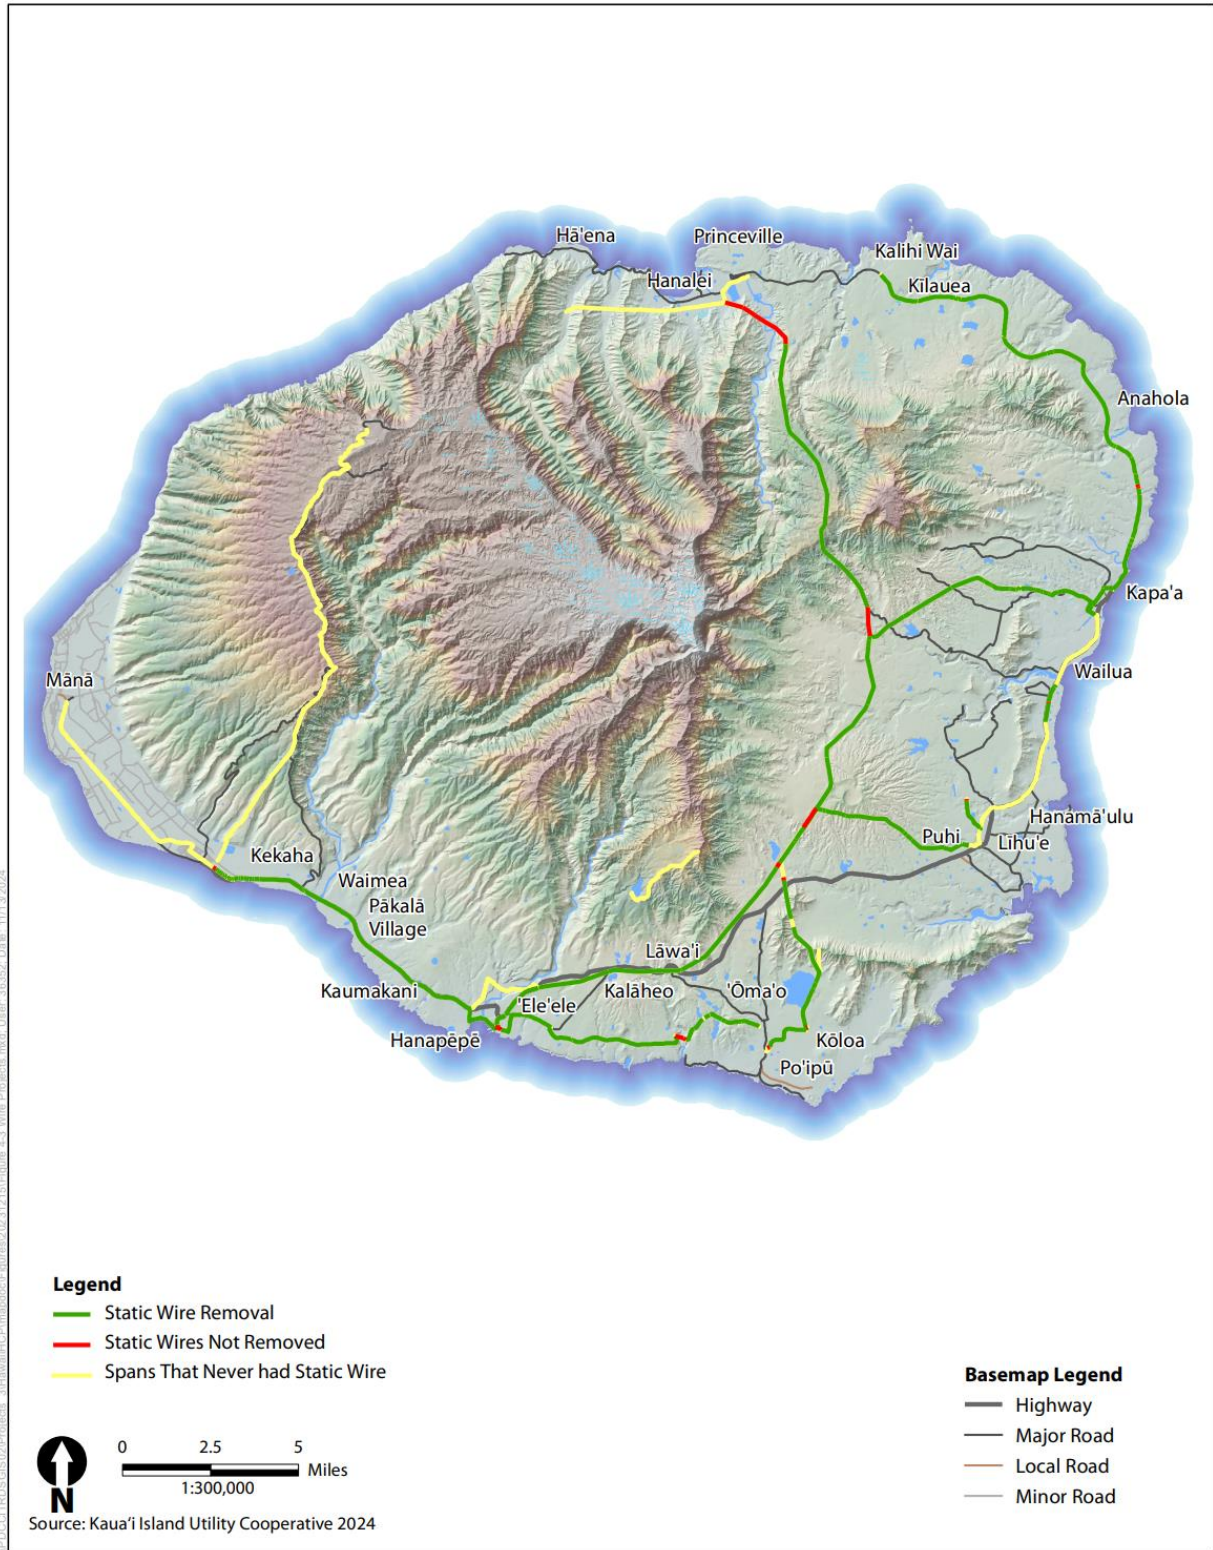 Hā'ena
Princeville
Kalihi Wai
Hanalei
Kīlauea
Anahola
Kapa'a
Wailua
Mānā
Hanamā'ulu
Puhi
Līhu'e
Kekaha
Waimea
Pākalā
Village
Lāwa'i
Kaumakani
'Ele'ele
Kalāheo
'Ōma'o
Hanapēpē
Kōloa
Po'ipū
Legend
Static Wire Removal
Static Wires Not Removed
Spans That Never had Static Wire
Basemap Legend
Highway
Major Road
Local Road
Minor Road
0 2.5 5
Miles
1:300,000
N
Source: Kaua‘i Island Utility Cooperative 2024